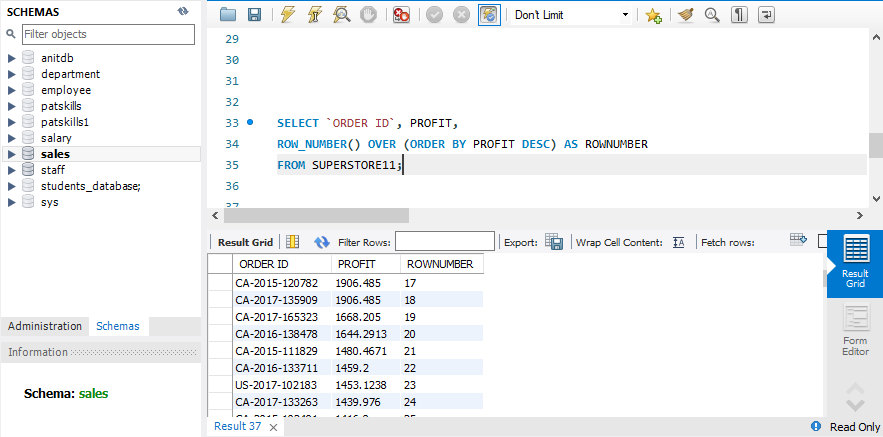 SCHEMAS
Filter objects
anitdb
department
employee
patskills
patskills1
salary
sales
staff
students_database;
sys
Administration Schemas
Information
Schema: sales
Don't Limit
29
30
31
32
33 SELECT `ORDER ID`, PROFIT,
34 ROW_NUMBER() OVER (ORDER BY PROFIT DESC) AS ROWNUMBER
35 FROM SUPERSTORE11;
36
37
Result Grid Filter Rows: Export: Wrap Cell Content: Fetch rows:
ORDER ID PROFIT ROWNUMBER
CA-2015-120782 1906.485 17
CA-2017-135909 1906.485 18
CA-2017-165323 1668.205 19
CA-2016-138478 1644.2913 20
CA-2015-111829 1480.4671 21
CA-2016-133711 1459.2 22
US-2017-102183 1453.1238 23
CA-2017-133263 1439.976 24
Result Grid
Form Editor
Result 37
Read Only